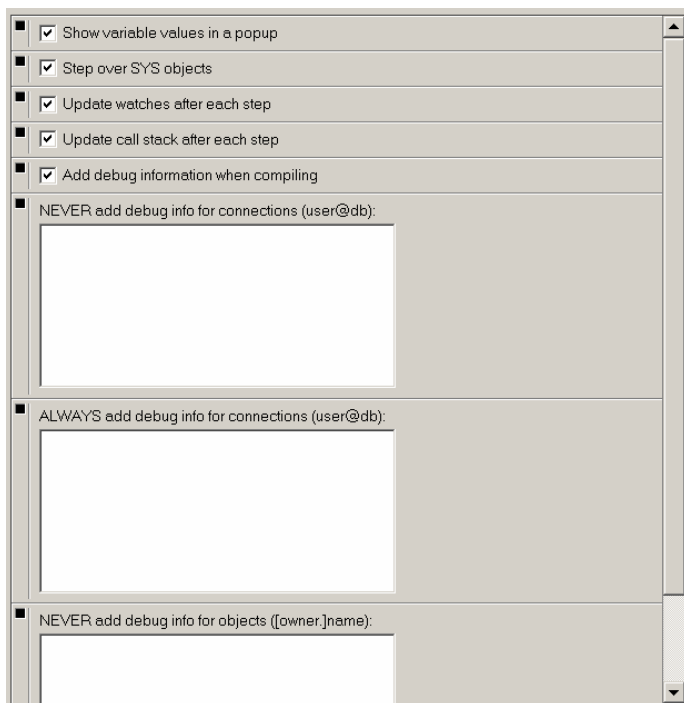 Show variable values in a popup
Step over SYS objects
Update watches after each step
Update call stack after each step
Add debug information when compiling
NEVER add debug info for connections (user@db):
ALWAYS add debug info for connections (user@db):
NEVER add debug info for objects ([owner.]name):